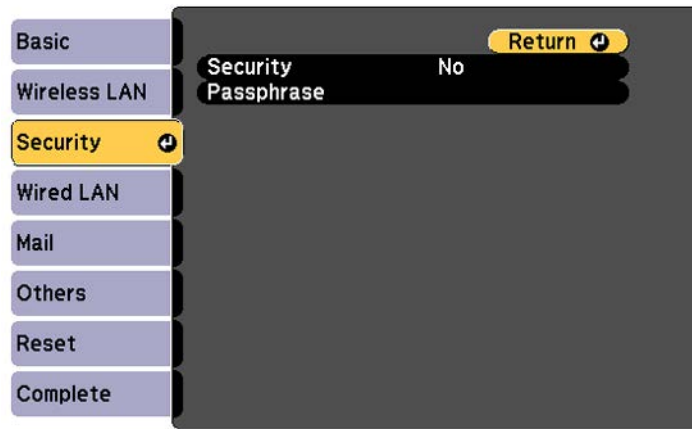 Basic
Wireless LAN
Security
Wired LAN
Mail
Others
Reset
Complete
Return
Security No
Passphrase